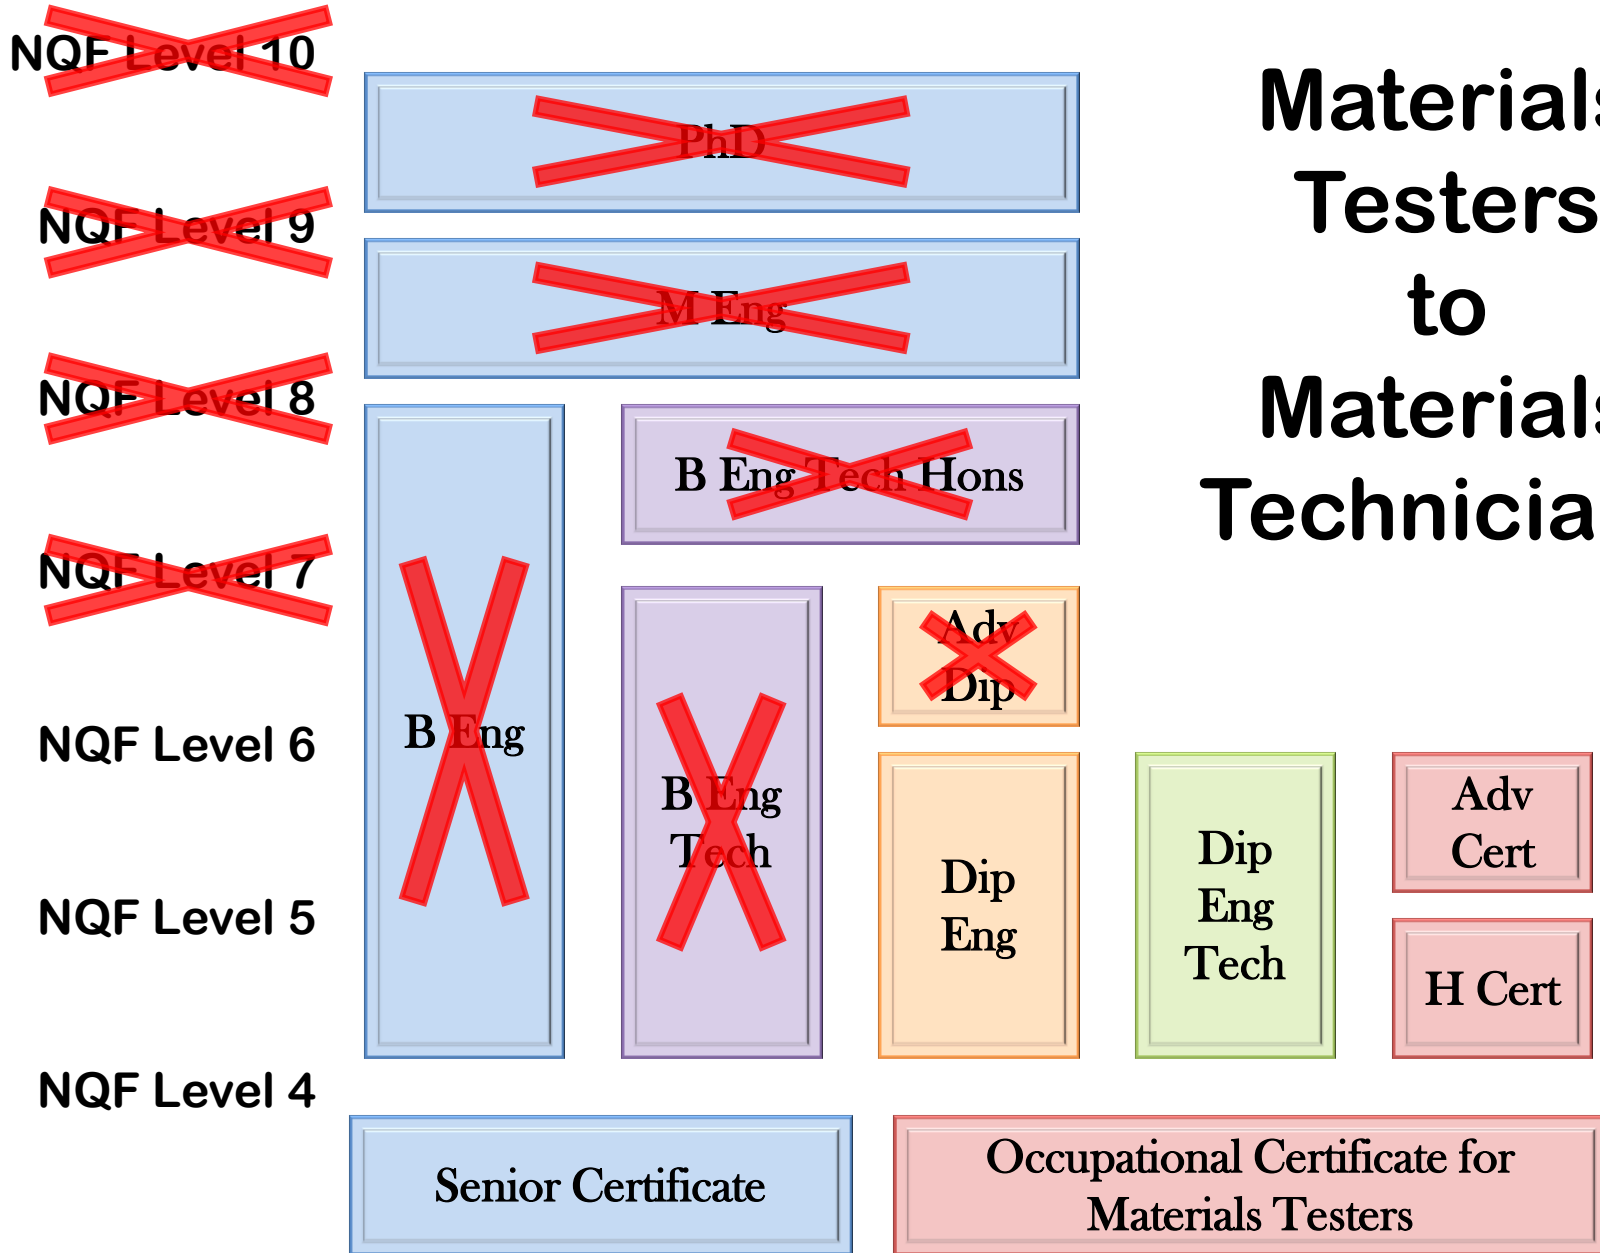 NQF Level 10
PhD
NQF Level 9
M Eng
NQF Level 8
B Eng Tech Hons
NQF Level 7
Adv
Dip
NQF Level 6
B Eng
B Eng
Tech
Dip
Eng
Dip
Eng
Tech
Adv
Cert
NQF Level 5
H Cert
NQF Level 4
Senior Certificate
Occupational Certificate for
Materials Testers
Materials
Testers
to
Materials
Technicia